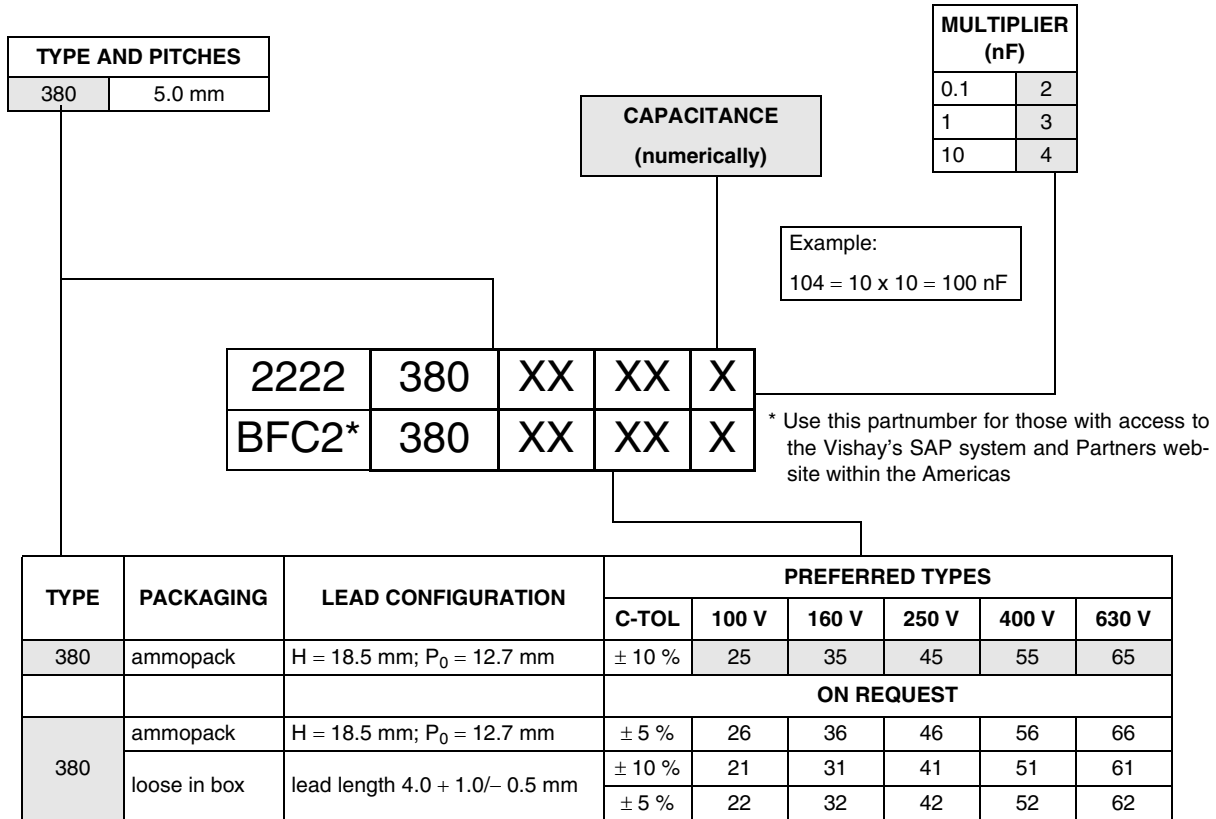 TYPE AND PITCHES
380 5.0 mm
CAPACITANCE
(numerically)
MULTIPLIER
(nF)
0.1 2
1 3
10 4
Example:
104 = 10 x 10 = 100 nF
2222 380 XX XX X
BFC2* 380 XX XX X
* Use this partnumber for those with access to
the Vishay's SAP system and Partners web-
site within the Americas
TYPE PACKAGING LEAD CONFIGURATION PREFERRED TYPES
C-TOL 100 V 160 V 250 V 400 V 630 V
380 ammopack H = 18.5 mm; P₀ = 12.7 mm ± 10 % 25 35 45 55 65
ON REQUEST
380 ammopack H = 18.5 mm; P₀ = 12.7 mm ± 5 % 26 36 46 56 66
loose in box lead length 4.0 + 1.0/− 0.5 mm ± 10 % 21 31 41 51 61
± 5 % 22 32 42 52 62